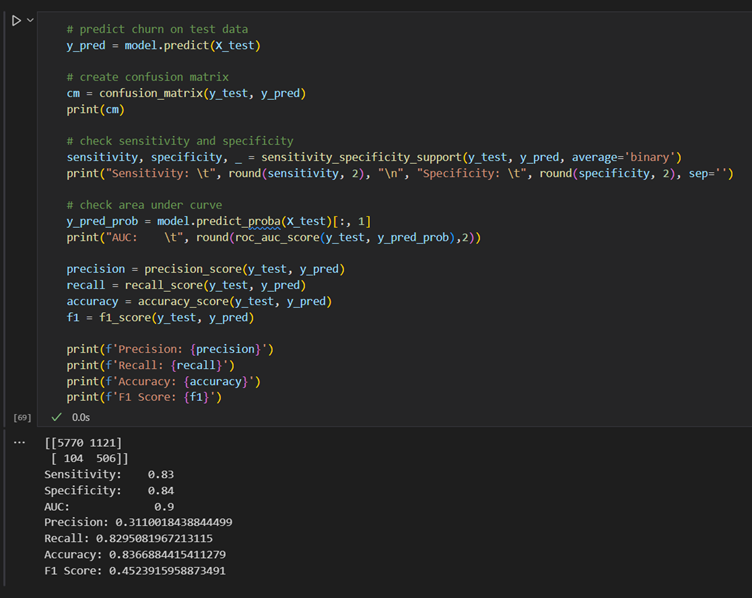 # predict churn on test data
y_pred = model.predict(X_test)
# create confusion matrix
cm = confusion_matrix(y_test, y_pred)
print(cm)
# check sensitivity and specificity
sensitivity, specificity, _ = sensitivity_specificity_support(y_test, y_pred, average='binary')
print("Sensitivity: \t", round(sensitivity, 2), "\n", "Specificity: \t", round(specificity, 2), sep='')
# check area under curve
y_pred_prob = model.predict_proba(X_test)[:, 1]
print("AUC:    \t", round(roc_auc_score(y_test, y_pred_prob),2))
precision = precision_score(y_test, y_pred)
recall = recall_score(y_test, y_pred)
accuracy = accuracy_score(y_test, y_pred)
f1 = f1_score(y_test, y_pred)
print(f'Precision: {precision}')
print(f'Recall: {recall}')
print(f'Accuracy: {accuracy}')
print(f'F1 Score: {f1}')
[69] 0.0s
[[5770 1121]
 [ 104  506]]
Sensitivity:    0.83
Specificity:    0.84
AUC:             0.9
Precision: 0.3110018438844499
Recall: 0.8295081967213115
Accuracy: 0.8366884415411279
F1 Score: 0.4523915958873491